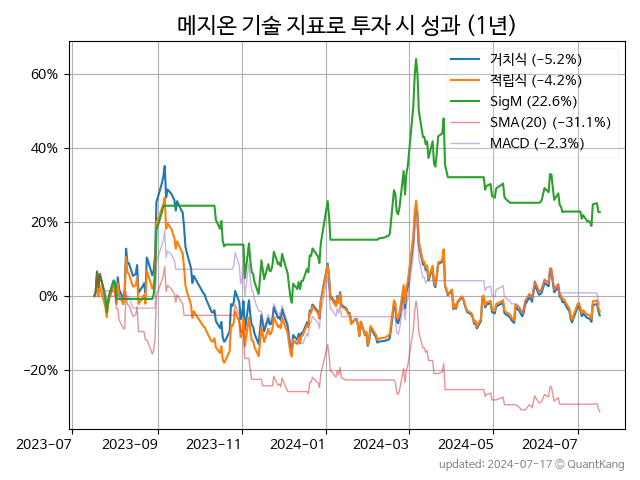 메지온 기술 지표로 투자 시 성과 (1년)
거치식 (−5.2%)
적립식 (−4.2%)
SigM (22.6%)
SMA(20) (−31.1%)
MACD (−2.3%)
60%
40%
20%
0%
−20%
2023-07 2023-09 2023-11 2024-01 2024-03 2024-05 2024-07
updated: 2024-07-17 © QuantKang